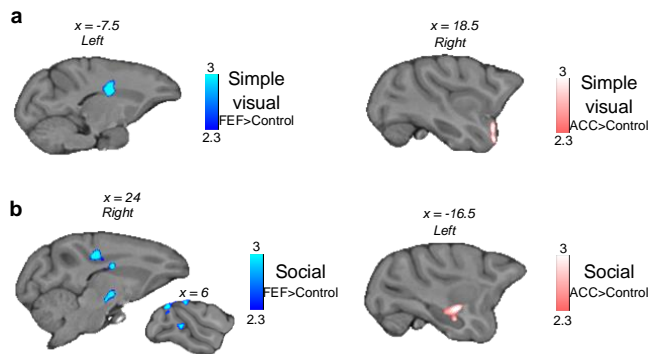 a
x = -7.5
Left
3
Simple
visual
FEF>Control
2.3
x = 18.5
Right
3
Simple
visual
ACC>Control
2.3
b
x = 24
Right
3
Social
FEF>Control
2.3
x = 6
x = -16.5
Left
3
Social
ACC>Control
2.3